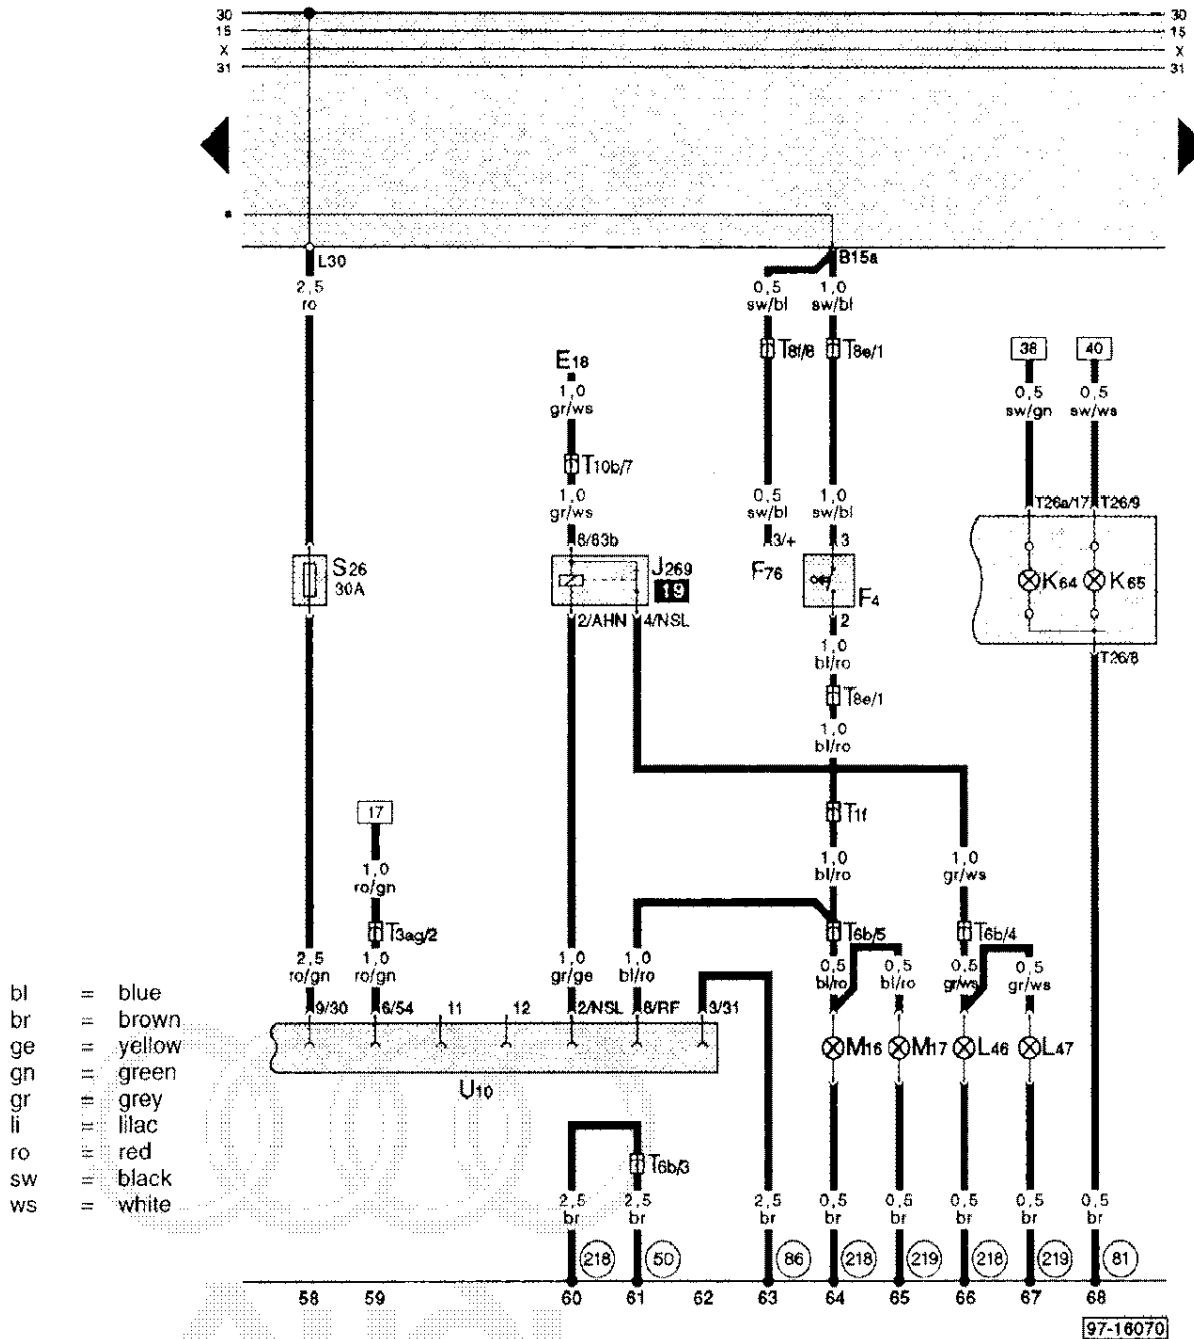 30 30
15 15
X X
31 31
*
L30 B15a
2,5 0,5 1,0
ro sw/bl sw/bl
T8f/8 T8e/1 38 40
E18
1,0 0,5 0,5
gr/ws sw/gn sw/ws
T10b/7
1,0 0,5 1,0
gr/ws sw/bl sw/bl T26a/17 T26/9
8/83b 3/+ 3
S26 J269 F76 K64 K65
30A 19 F4
2/AHN 4/NSL 2
1,0 T26/8
bl/ro
T8e/1
1,0
bl/ro
17 T1f
1,0 1,0 1,0
ro/gn bl/ro gr/ws
T3ag/2 T6b/5 T6b/4
2,5 1,0 1,0 1,0 0,5 0,5 0,5 0,5
ro/gn ro/gn gr/ge bl/ro bl/ro bl/ro gr/ws gr/ws
9/30 6/54 11 12 2/NSL 8/RF 3/31
M16 M17 L46 L47
U10
bl = blue
br = brown
ge = yellow
gn = green
gr = grey
li = lilac
ro = red
sw = black
ws = white
T6b/3
2,5 2,5 2,5 0,5 0,5 0,5 0,5 0,5
br br br br br br br br
218 50 86 218 219 218 219 81
58 59 60 61 62 63 64 65 66 67 68
97-16070